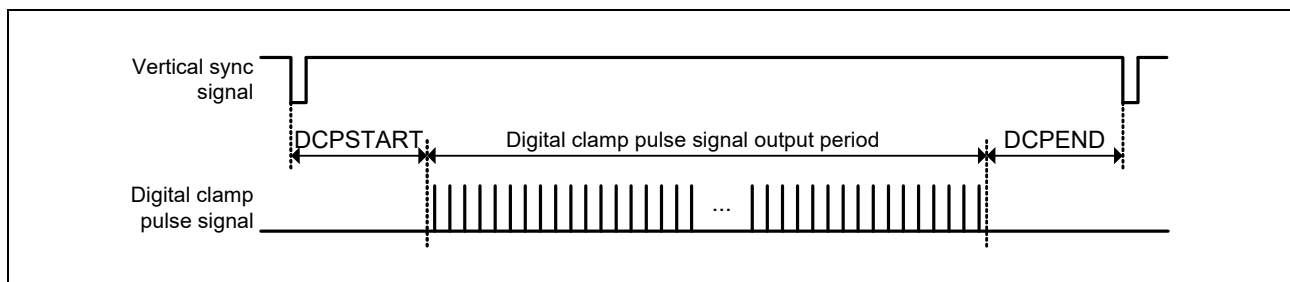 Vertical sync
signal
DCPSTART
Digital clamp pulse signal output period
DCPEND
Digital clamp
pulse signal
...